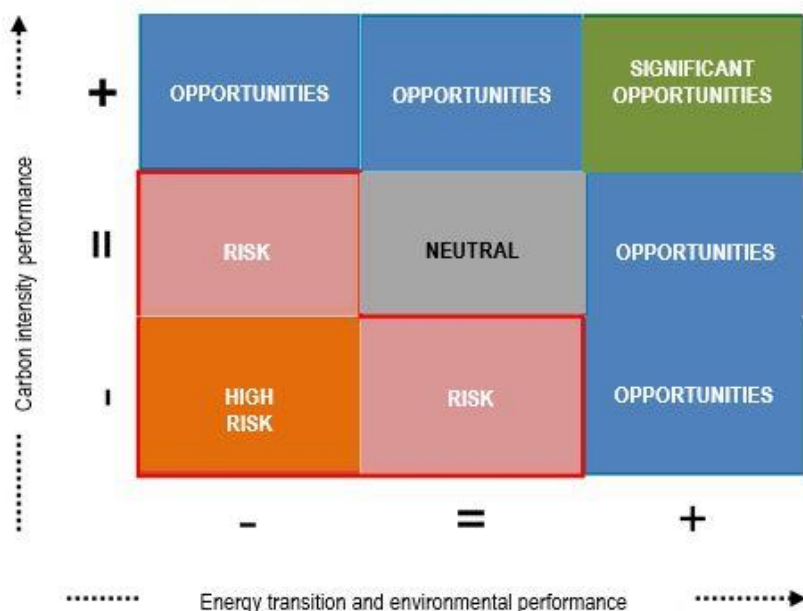 +
OPPORTUNITIES
OPPORTUNITIES
SIGNIFICANT
OPPORTUNITIES
=
RISK
NEUTRAL
OPPORTUNITIES
-
HIGH
RISK
RISK
OPPORTUNITIES
- = +
Carbon intensity performance
Energy transition and environmental performance